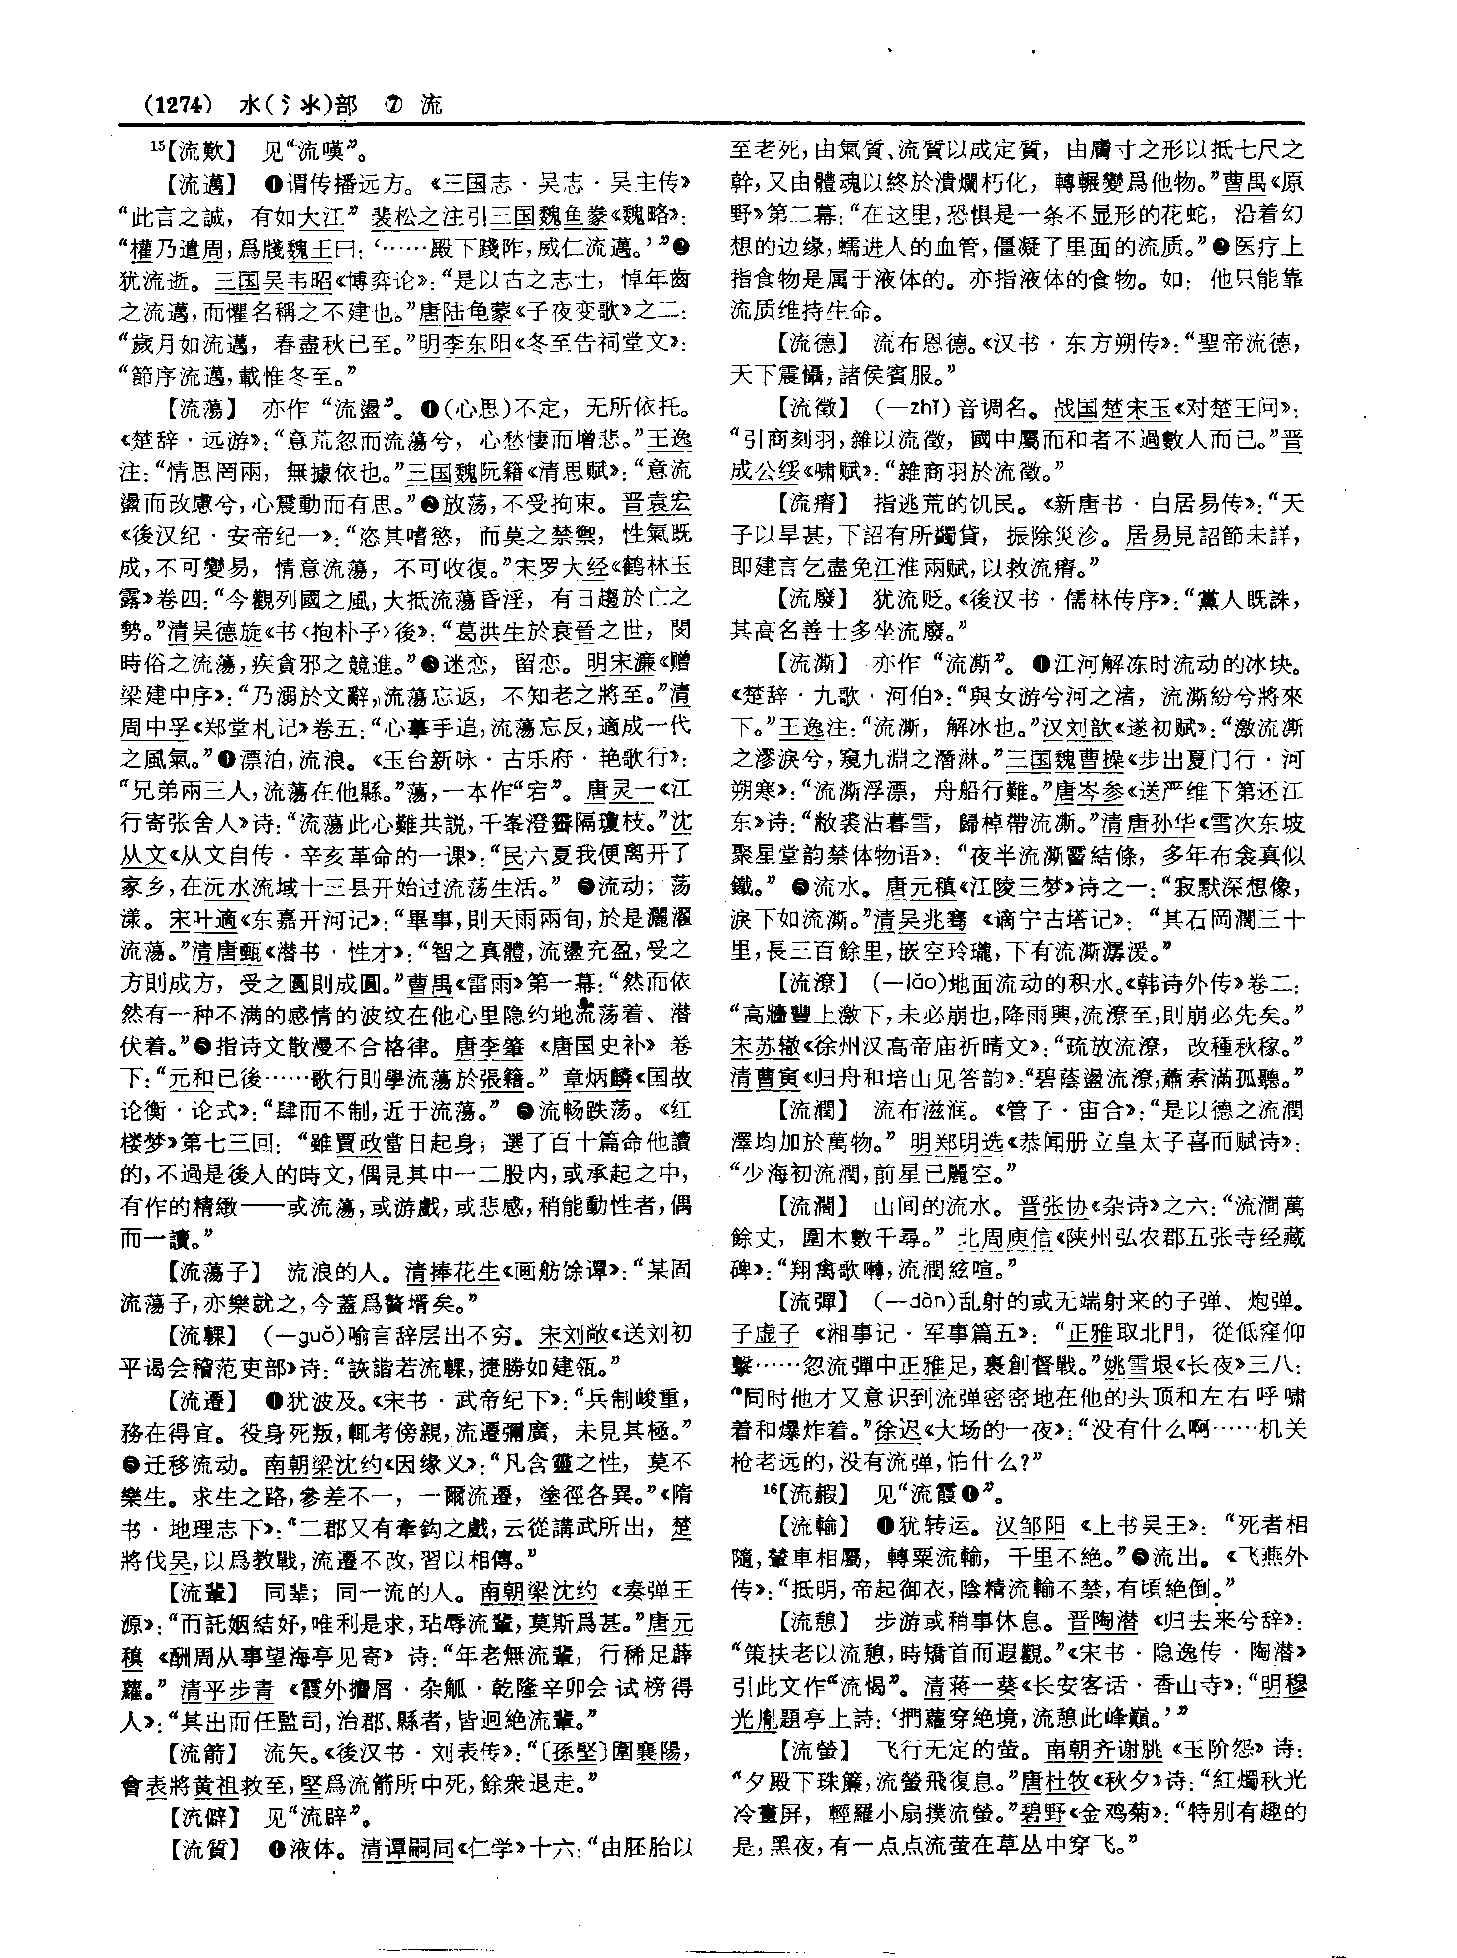 (1274) 水(氵氺)部 ⑦ 流
¹⁵【流歎】 见“流嘆”。
【流邁】 ❶谓传播远方。《三国志·吴志·吴主传》
“此言之誠，有如大江” 裴松之注引三国魏鱼豢《魏略》：
“權乃遣周，爲牋魏王曰：‘……殿下踐阼，威仁流邁。’”❷
犹流逝。三国吴韦昭《博弈论》：“是以古之志士，悼年齒
之流邁，而懼名稱之不建也。”唐陆龟蒙《子夜变歌》之二：
“歲月如流邁，春盡秋已至。”明李东阳《冬至告祠堂文》：
“節序流邁，載惟冬至。”
【流蕩】 亦作“流盪”。❶(心思)不定，无所依托。
《楚辞·远游》：“意荒忽而流蕩兮，心愁悽而增悲。”王逸
注：“情思罔兩，無據依也。”三国魏阮籍《清思赋》：“意流
盪而改慮兮，心震動而有思。”❷放荡，不受拘束。晋袁宏
《後汉纪·安帝纪一》：“恣其嗜慾，而莫之禁禦，性氣既
成，不可變易，情意流蕩，不可收復。”宋罗大经《鹤林玉
露》卷四：“今觀列國之風，大抵流蕩昏淫，有日趨於亡之
勢。”清吴德旋《书〈抱朴子〉後》：“葛洪生於衰晉之世，閔
時俗之流蕩，疾貪邪之競進。”❸迷恋，留恋。明宋濂《赠
梁建中序》：“乃溺於文辭，流蕩忘返，不知老之將至。”清
周中孚《郑堂札记》卷五：“心摹手追，流蕩忘反，適成一代
之風氣。”❹漂泊，流浪。《玉台新咏·古乐府·艳歌行》：
“兄弟兩三人，流蕩在他縣。”蕩，一本作“宕”。唐灵一《江
行寄张舍人》诗：“流蕩此心難共説，千峯澄霽隔瓊枝。”沈
从文《从文自传·辛亥革命的一课》：“民六夏我便离开了
家乡，在沅水流域十三县开始过流荡生活。” ❺流动；荡
漾。宋叶適《东嘉开河记》：“畢事，則天雨兩旬，於是灑濯
流蕩。”清唐甄《潜书·性才》：“智之真體，流盪充盈，受之
方則成方，受之圓則成圓。”曹禺《雷雨》第一幕：“然而依
然有一种不满的感情的波纹在他心里隐约地流荡着、潜
伏着。”❻指诗文散漫不合格律。唐李肇《唐国史补》卷
下：“元和已後……歌行則學流蕩於張籍。” 章炳麟《国故
论衡·论式》：“肆而不制，近于流荡。” ❼流畅跌荡。《红
楼梦》第七三回：“雖賈政當日起身，選了百十篇命他讀
的，不過是後人的時文，偶見其中一二股内，或承起之中，
有作的精緻——或流蕩，或游戲，或悲感，稍能動性者，偶
而一讀。”
【流蕩子】 流浪的人。清捧花生《画舫馀谭》：“某固
流蕩子，亦樂就之，今蓋爲贅壻矣。”
【流輠】 (—guǒ)喻言辞层出不穷。宋刘敞《送刘初
平谒会稽范吏部》诗：“詼諧若流輠，捷勝如建瓴。”
【流遷】 ❶犹波及。《宋书·武帝纪下》：“兵制峻重，
務在得宜。役身死叛，輒考傍親，流遷彌廣，未見其極。”
❷迁移流动。南朝梁沈约《因缘义》：“凡含靈之性，莫不
樂生。求生之路，參差不一，一爾流遷，塗徑各異。”《隋
书·地理志下》：“二郡又有牽鈎之戲，云從講武所出，楚
將伐吴，以爲教戰，流遷不改，習以相傳。”
【流輩】 同辈；同一流的人。南朝梁沈约《奏弹王
源》：“而託姻結好，唯利是求，玷辱流輩，莫斯爲甚。”唐元
稹《酬周从事望海亭见寄》诗：“年老無流輩，行稀足薜
蘿。” 清平步青《霞外攟屑·杂觚·乾隆辛卯会试榜得
人》：“其出而任監司，治郡、縣者，皆迥絶流輩。”
【流箭】 流矢。《後汉书·刘表传》：“〔孫堅〕圍襄陽，
會表將黄祖救至，堅爲流箭所中死，餘衆退走。”
【流僻】 见“流辟”。
【流質】 ❶液体。清谭嗣同《仁学》十六：“由胚胎以
至老死，由氣質、流質以成定質，由膚寸之形以抵七尺之
幹，又由體魂以終於潰爛朽化，轉輾變爲他物。”曹禺《原
野》第二幕：“在这里，恐惧是一条不显形的花蛇，沿着幻
想的边缘，蠕进人的血管，僵凝了里面的流质。”❷医疗上
指食物是属于液体的。亦指液体的食物。如：他只能靠
流质维持生命。
【流德】 流布恩德。《汉书·东方朔传》：“聖帝流德，
天下震懾，諸侯賓服。”
【流徵】 (—zhǐ)音调名。战国楚宋玉《对楚王问》：
“引商刻羽，雜以流徵，國中屬而和者不過數人而已。”晋
成公绥《啸赋》：“雜商羽於流徵。”
【流瘠】 指逃荒的饥民。《新唐书·白居易传》：“天
子以旱甚，下詔有所蠲貸，振除災沴。居易見詔節未詳，
即建言乞盡免江淮兩赋，以救流瘠。”
【流廢】 犹流贬。《後汉书·儒林传序》：“黨人既誅，
其高名善士多坐流廢。”
【流澌】 亦作“流凘”。❶江河解冻时流动的冰块。
《楚辞·九歌·河伯》：“與女游兮河之渚，流澌紛兮將來
下。”王逸注：“流澌，解冰也。”汉刘歆《遂初赋》：“激流澌
之漻淚兮，窺九淵之潛淋。”三国魏曹操《步出夏门行·河
朔寒》：“流澌浮漂，舟船行難。”唐岑参《送严维下第还江
东》诗：“敝裘沾暮雪，歸棹帶流澌。”清唐孙华《雪次东坡
聚星堂韵禁体物语》：“夜半流澌霤結條，多年布衾真似
鐵。” ❷流水。唐元稹《江陵三梦》诗之一：“寂默深想像，
淚下如流澌。”清吴兆骞《谪宁古塔记》：“其石岡濶三十
里，長三百餘里，嵌空玲瓏，下有流澌潺湲。”
【流潦】 (—lǎo)地面流动的积水。《韩诗外传》卷二：
“高牆豐上激下，未必崩也，降雨興，流潦至，則崩必先矣。”
宋苏辙《徐州汉高帝庙祈晴文》：“疏放流潦，改種秋稼。”
清曹寅《归舟和培山见答韵》：“碧蔭盪流潦，蕭索滿孤聽。”
【流潤】 流布滋润。《管子·宙合》：“是以德之流潤
澤均加於萬物。” 明郑明选《恭闻册立皇太子喜而赋诗》：
“少海初流潤，前星已麗空。”
【流澗】 山间的流水。晋张协《杂诗》之六：“流澗萬
餘丈，圍木數千尋。” 北周庾信《陕州弘农郡五张寺经藏
碑》：“翔禽歌囀，流澗絃喧。”
【流彈】 (—dàn)乱射的或无端射来的子弹、炮弹。
子虚子《湘事记·军事篇五》：“正雅取北門，從低窪仰
擊……忽流彈中正雅足，裹創督戰。”姚雪垠《长夜》三八：
“同时他才又意识到流弹密密地在他的头顶和左右呼啸
着和爆炸着。”徐迟《大场的一夜》：“没有什么啊……机关
枪老远的，没有流弹，怕什么？”
¹⁶【流赮】 见“流霞❶”。
【流輸】 ❶犹转运。汉邹阳《上书吴王》：“死者相
隨，輦車相屬，轉粟流輸，千里不絶。”❷流出。《飞燕外
传》：“抵明，帝起御衣，陰精流輸不禁，有頃絶倒。”
【流憩】 步游或稍事休息。晋陶潜《归去来兮辞》：
“策扶老以流憩，時矯首而遐觀。”《宋书·隐逸传·陶潜》
引此文作“流愒”。清蒋一葵《长安客话·香山寺》：“明穆
光胤題亭上詩：‘捫蘿穿絶境，流憩此峰巔。’”
【流螢】 飞行无定的萤。南朝齐谢朓《玉阶怨》诗：
“夕殿下珠簾，流螢飛復息。”唐杜牧《秋夕》诗：“紅燭秋光
冷畫屏，輕羅小扇撲流螢。”碧野《金鸡菊》：“特别有趣的
是，黑夜，有一点点流萤在草丛中穿飞。”